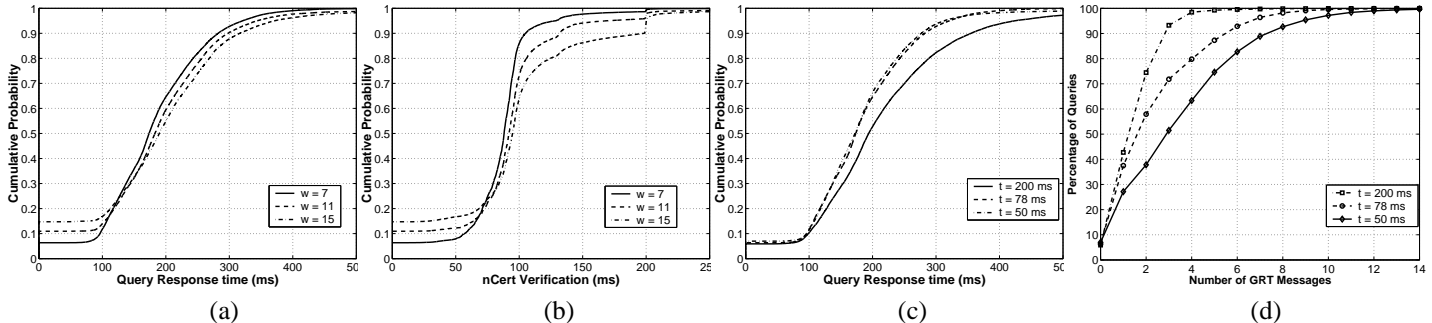 1
0.9
0.8
0.7
0.6
0.5
0.4
0.3
0.2
0.1
0
Cumulative Probability
0 100 200 300 400 50
Query Response time (ms)
w = 7
w = 11
w = 15
(a)
1
0.9
0.8
0.7
0.6
0.5
0.4
0.3
0.2
0.1
0
Cumulative Probability
0 50 100 150 200 25
nCert Verification (ms)
w = 7
w = 11
w = 15
(b)
1
0.9
0.8
0.7
0.6
0.5
0.4
0.3
0.2
0.1
0
Cumulative Probability
0 100 200 300 400 50
Query Response time (ms)
t = 200 ms
t = 78 ms
t = 50 ms
(c)
100
90
80
70
60
50
40
30
20
10
0
Percentage of Queries
0 2 4 6 8 10 12 14
Number of GRT Messages
t = 200 ms
t = 78 ms
t = 50 ms
(d)